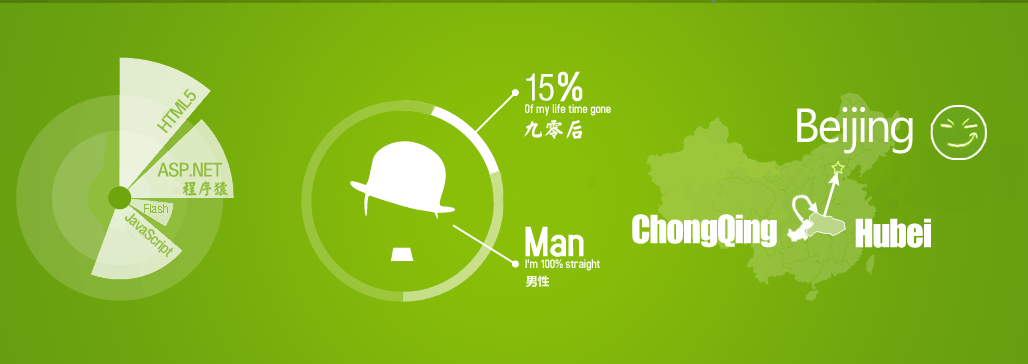 HTML5
ASP.NET
程序猿
Flash
JavaScript
15%
Of my life time gone
九零后
Man
I'm 100% straight
男性
Beijing
ChongQing
Hubei